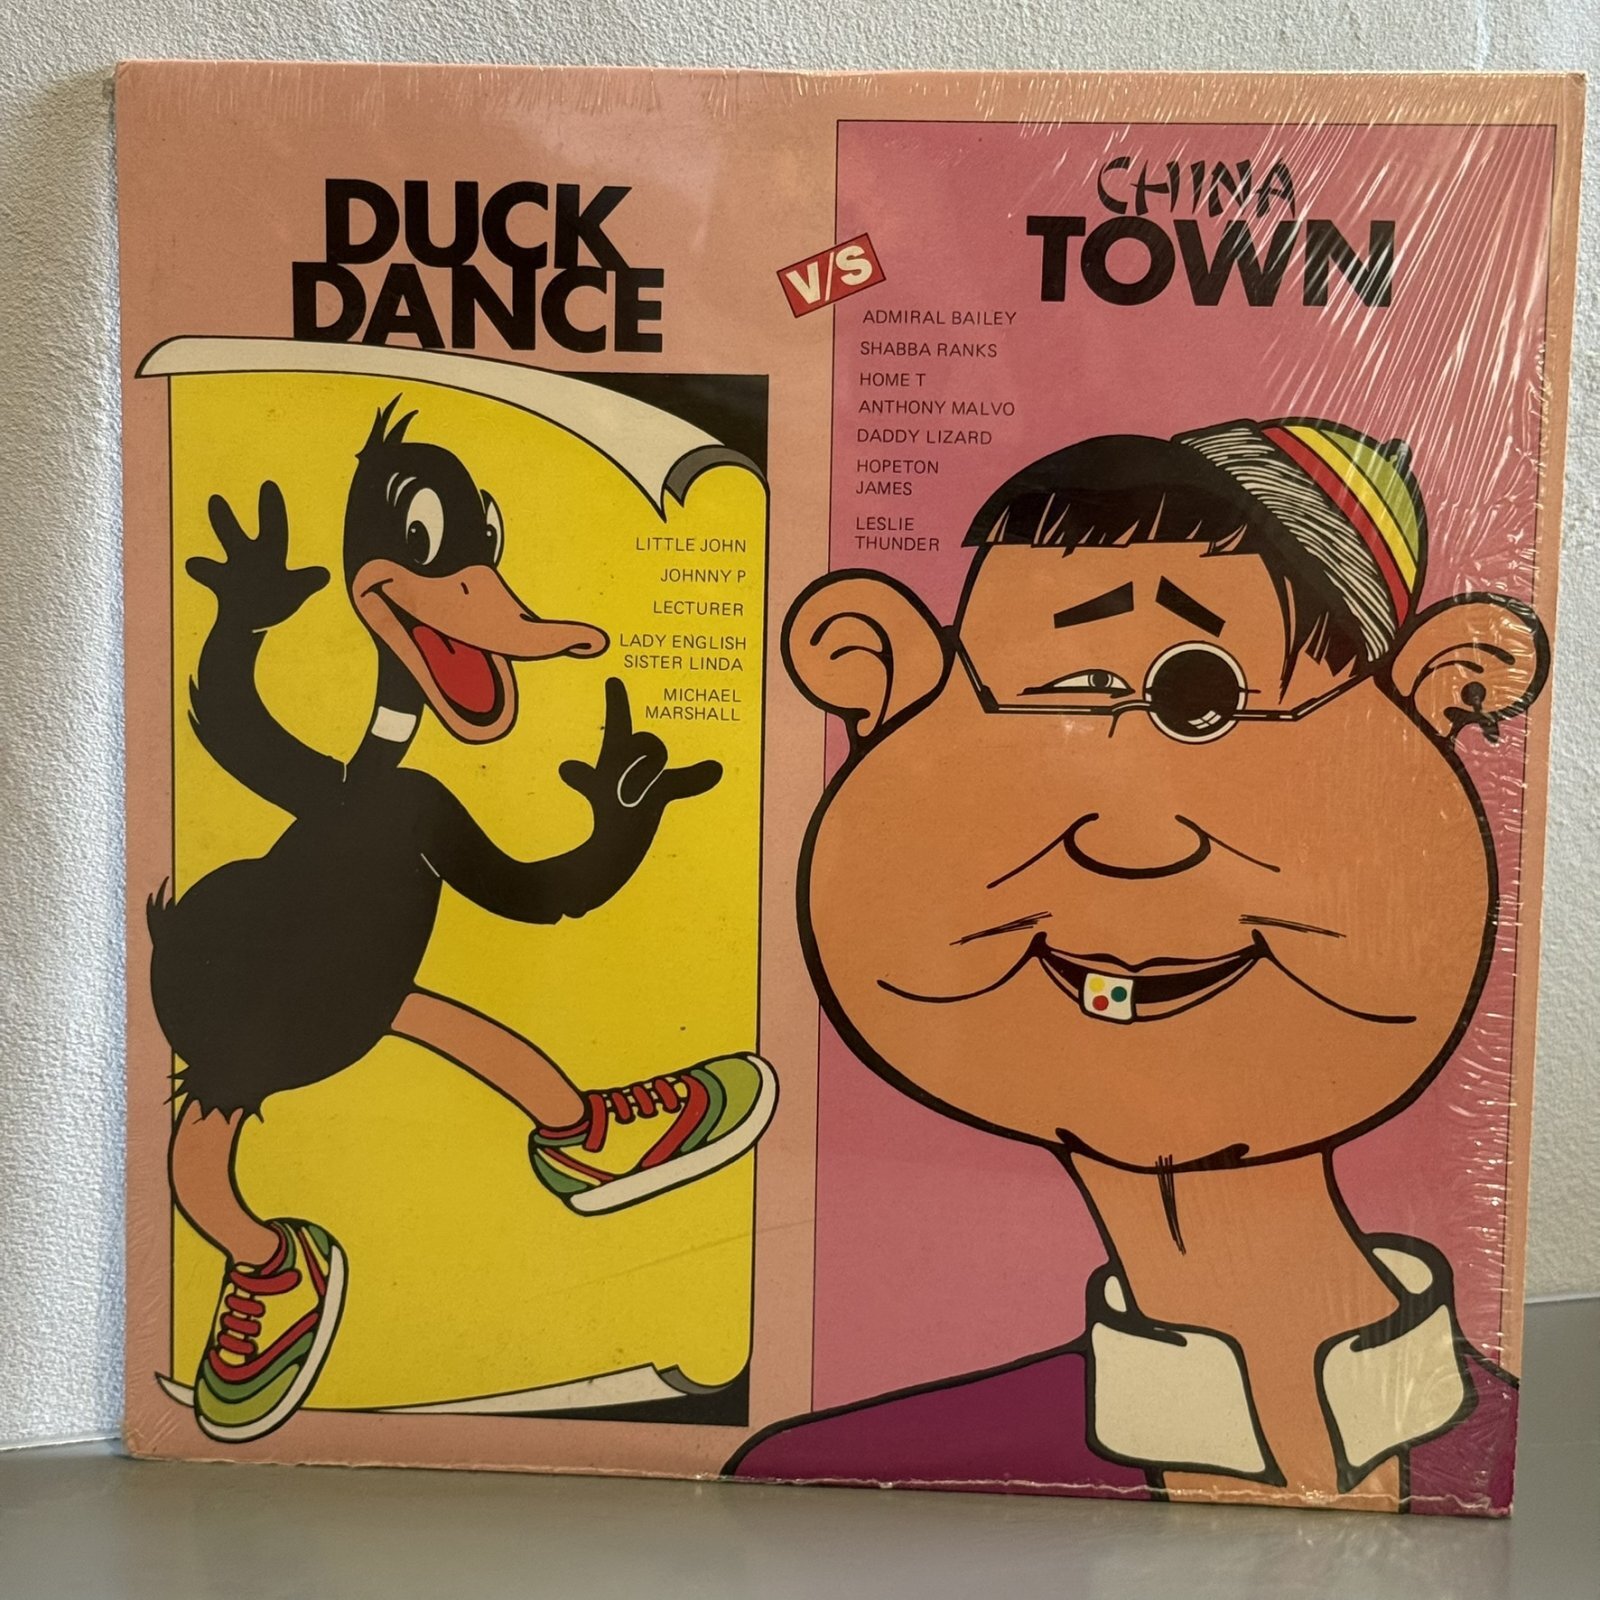 DUCK
DANCE
V/S
CHINA
TOWN
LITTLE JOHN
JOHNNY P
LECTURER
LADY ENGLISH
SISTER LINDA
MICHAEL
MARSHALL
ADMIRAL BAILEY
SHABBA RANKS
HOME T
ANTHONY MALVO
DADDY LIZARD
HOPETON
JAMES
LESLIE
THUNDER